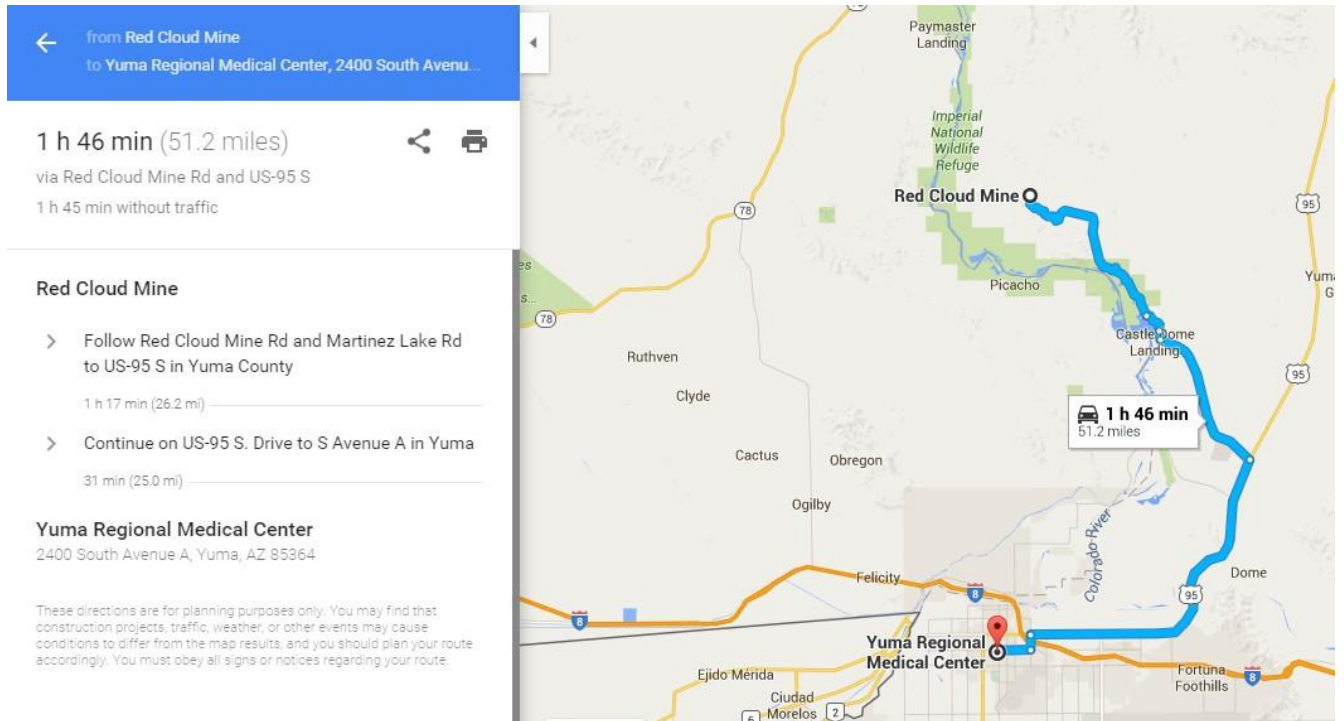 from Red Cloud Mine
to Yuma Regional Medical Center, 2400 South Avenu...
1 h 46 min (51.2 miles)
via Red Cloud Mine Rd and US-95 S
1 h 45 min without traffic
Red Cloud Mine
Follow Red Cloud Mine Rd and Martinez Lake Rd
to US-95 S in Yuma County
1 h 17 min (26.2 mi)
Continue on US-95 S. Drive to S Avenue A in Yuma
31 min (25.0 mi)
Yuma Regional Medical Center
2400 South Avenue A, Yuma, AZ 85364
These directions are for planning purposes only. You may find that
construction projects, traffic, weather, or other events may cause
conditions to differ from the map results, and you should plan your route
accordingly. You must obey all signs or notices regarding your route.
Paymaster
Landing
Imperial
National
Wildlife
Refuge
Red Cloud Mine
78
95
es
s...
Picacho
Yuma
G
78
Castle Dome
Landing
Ruthven
95
Clyde
1 h 46 min
51.2 miles
Cactus
Obregon
Ogilby
Colorado River
Felicity
Dome
8
95
8
Yuma Regional
Medical Center
Ejido Mérida
Fortuna
Foothills
8
Ciudad
Morelos
2